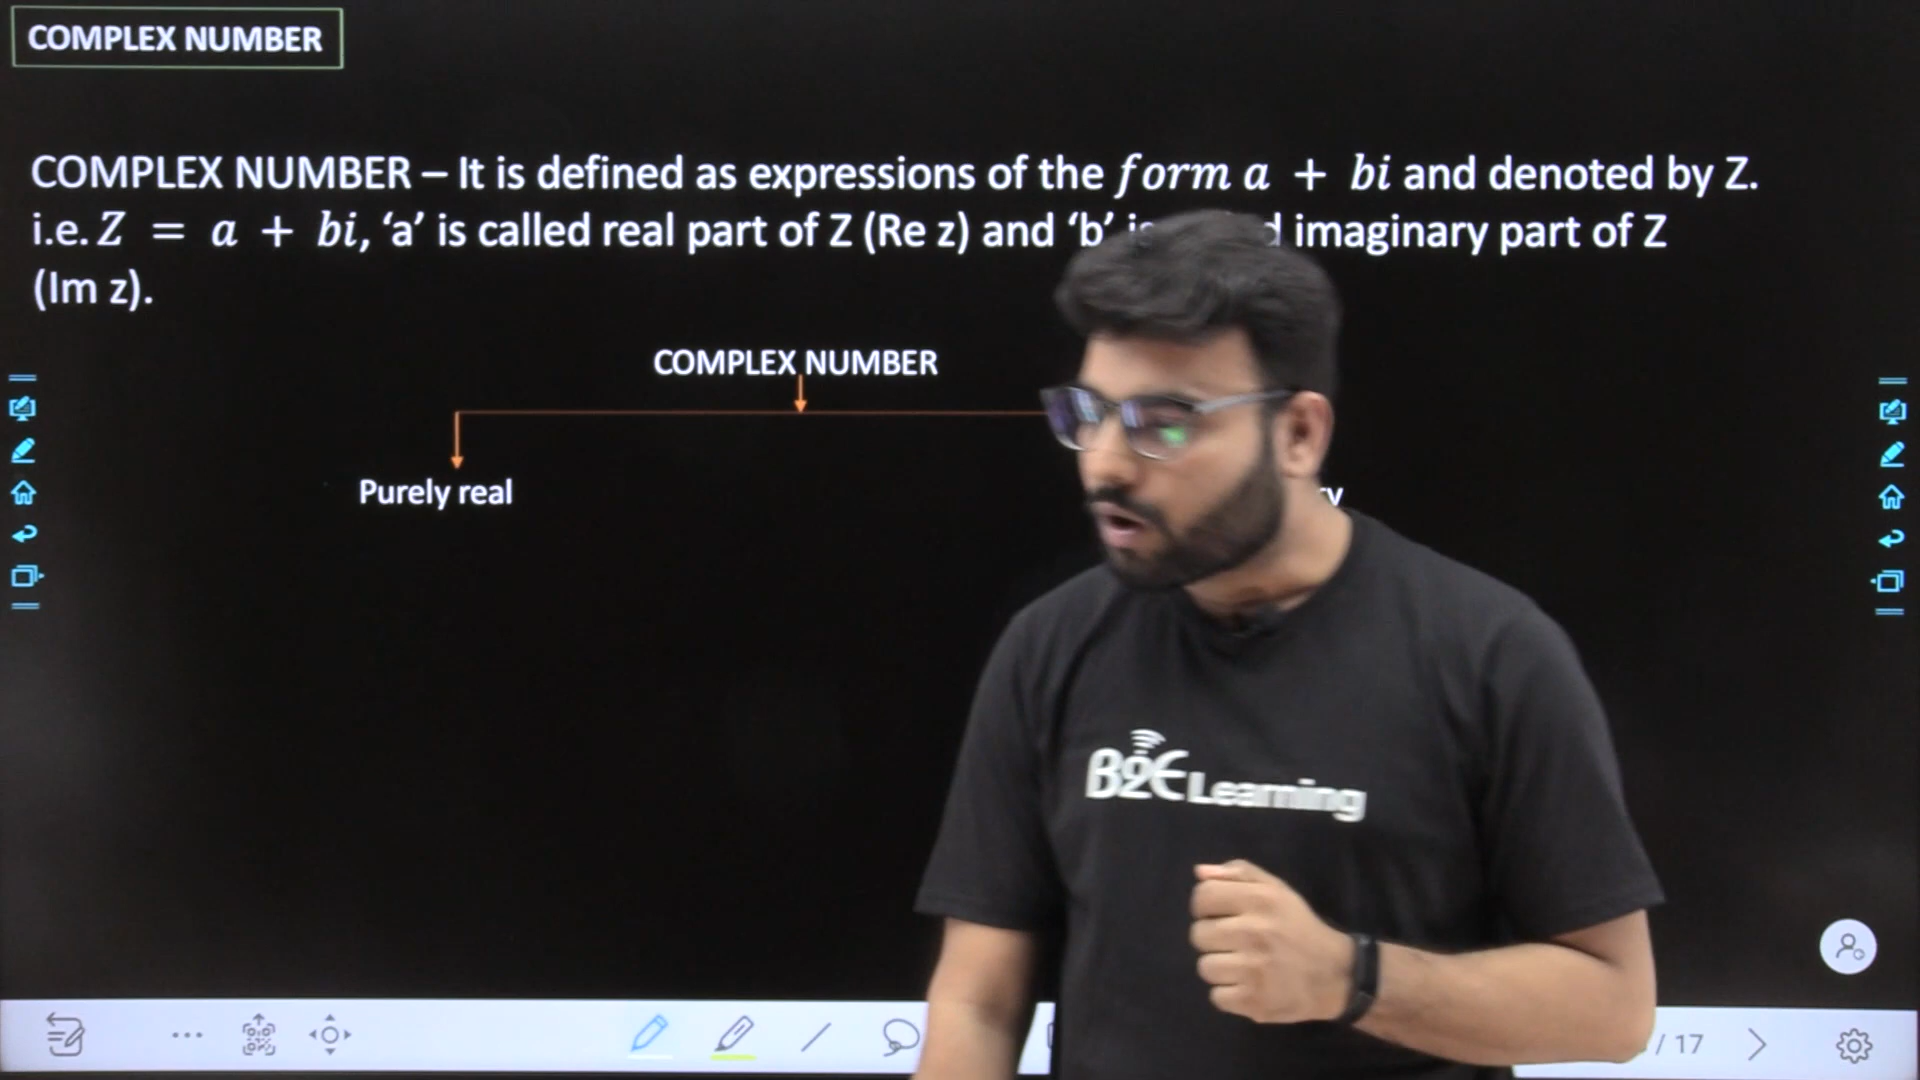 COMPLEX NUMBER
COMPLEX NUMBER – It is defined as expressions of the form a + bi and denoted by Z.
i.e. Z = a + bi, ‘a’ is called real part of Z (Re z) and ‘b’ imaginary part of Z
(Im z).
COMPLEX NUMBER
Purely real
B2E Learning
/ 17